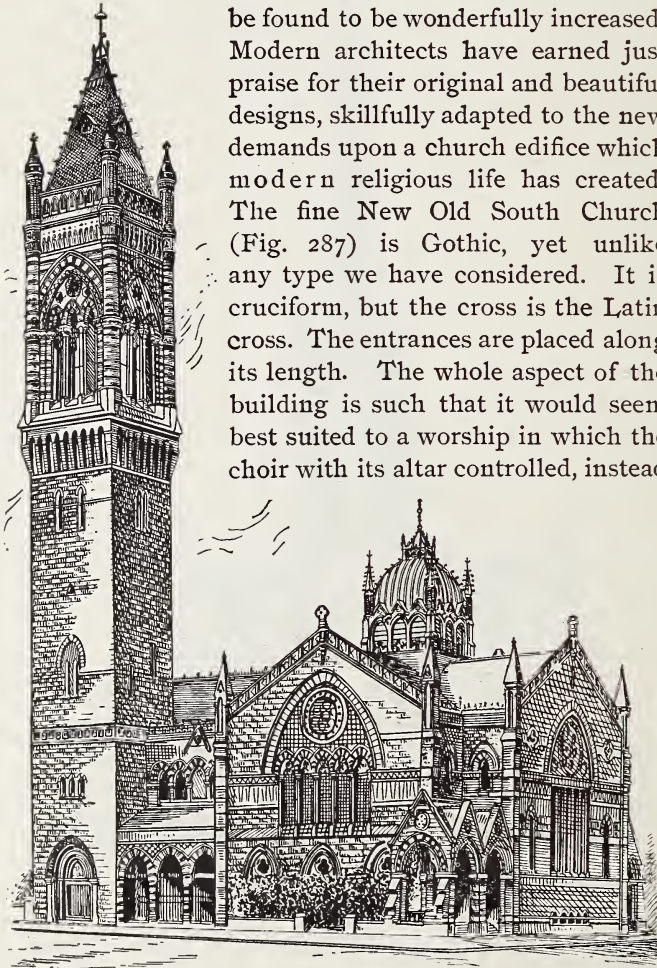 be found to be wonderfully increased
Modern architects have earned jus
praise for their original and beautifu
designs, skillfully adapted to the new
demands upon a church edifice which
modern religious life has created
The fine New Old South Church
(Fig. 287) is Gothic, yet unlik
any type we have considered. It i
cruciform, but the cross is the Latin
cross. The entrances are placed along
its length. The whole aspect of th
building is such that it would seem
best suited to a worship in which th
choir with its altar controlled, instead